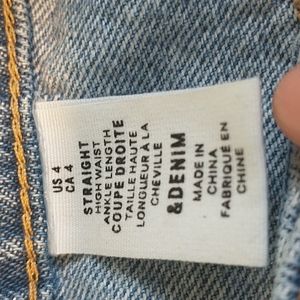 US 4
CA 4
STRAIGHT
HIGH WAIST
ANKLE LENGTH
COUPE DROITE
TAILLE HAUTE
LONGUEUR À LA
CHEVILLE
&DENIM
MADE IN
CHINA
FABRIQUÉ EN
CHINE